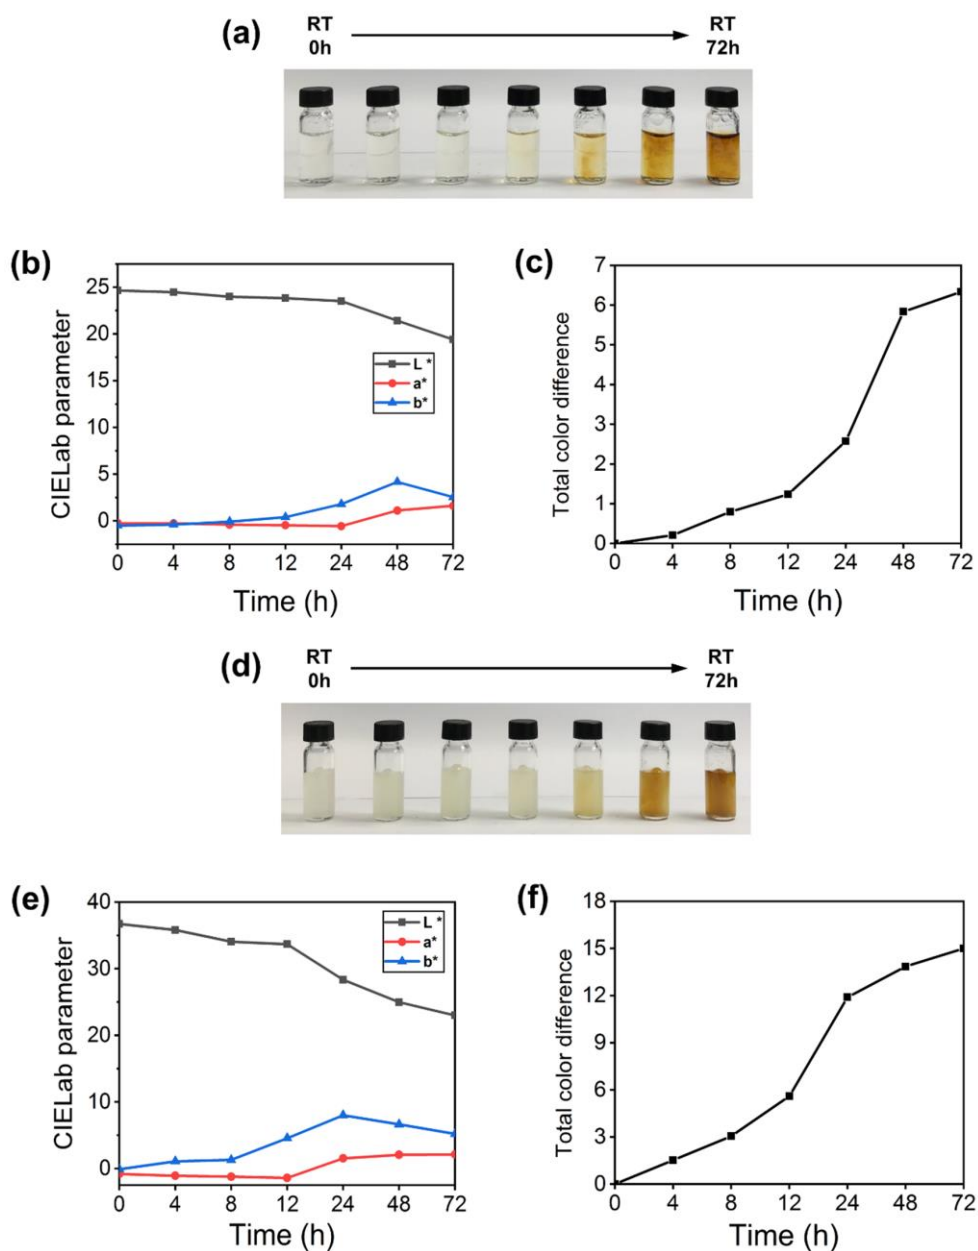 (a)
RT
0h
RT
72h
(b)
CIELab parameter
25
20
15
10
5
0
L *
a*
b*
0 4 8 12 24 48 72
Time (h)
(c)
Total color difference
7
6
5
4
3
2
1
0
0 4 8 12 24 48 72
Time (h)
(d)
RT
0h
RT
72h
(e)
CIELab parameter
40
30
20
10
0
L *
a*
b*
0 4 8 12 24 48 72
Time (h)
(f)
Total color difference
18
15
12
9
6
3
0
0 4 8 12 24 48 72
Time (h)